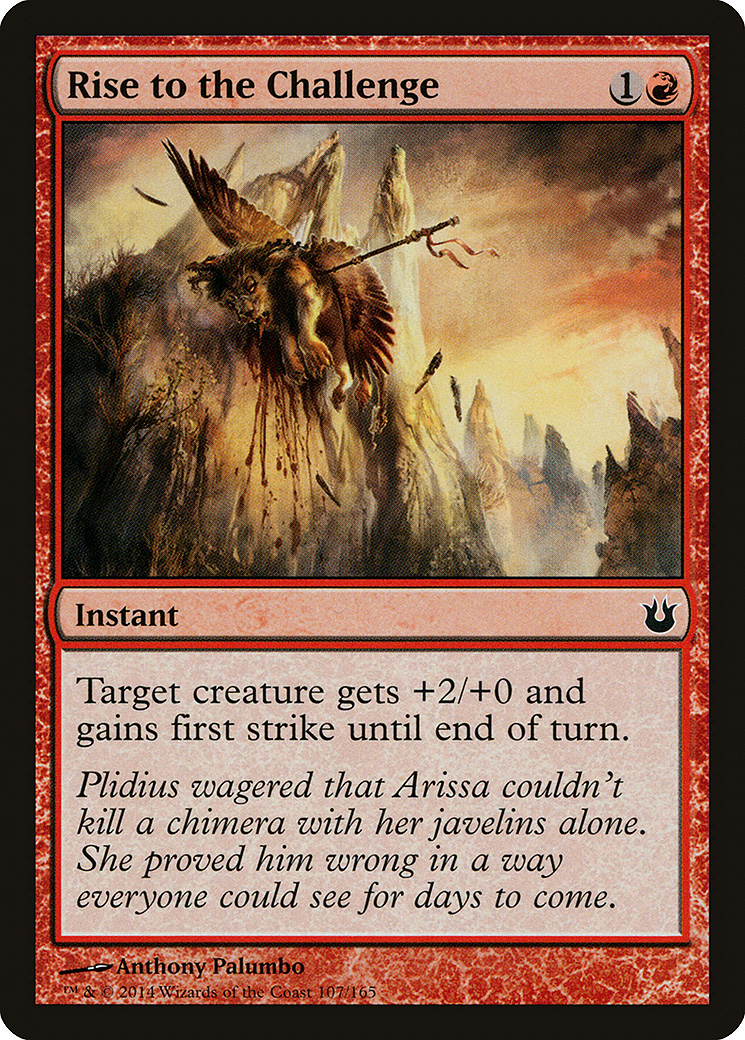 Rise to the Challenge 1
Instant
Target creature gets +2/+0 and
gains first strike until end of turn.
Plidius wagered that Arissa couldn't
kill a chimera with her javelins alone.
She proved him wrong in a way
everyone could see for days to come.
Anthony Palumbo
™ & © 2014 Wizards of the Coast 107/165